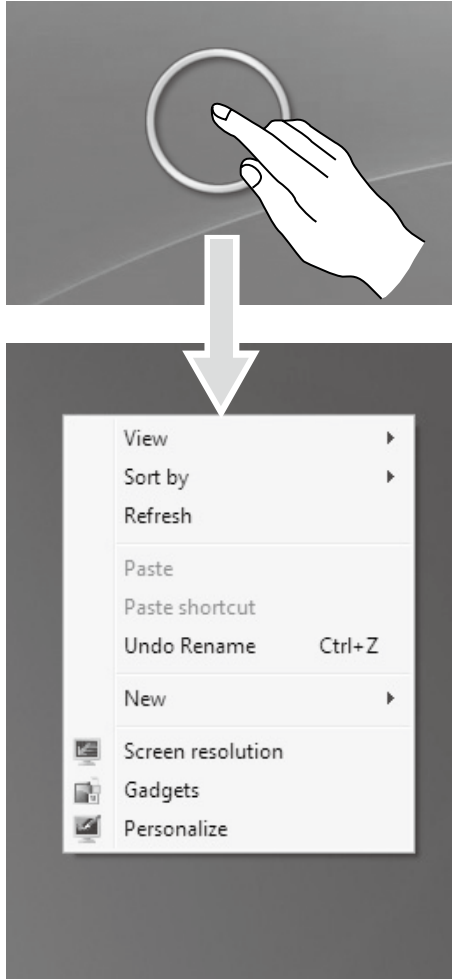 View
Sort by
Refresh
Paste
Paste shortcut
Undo Rename Ctrl+Z
New
Screen resolution
Gadgets
Personalize